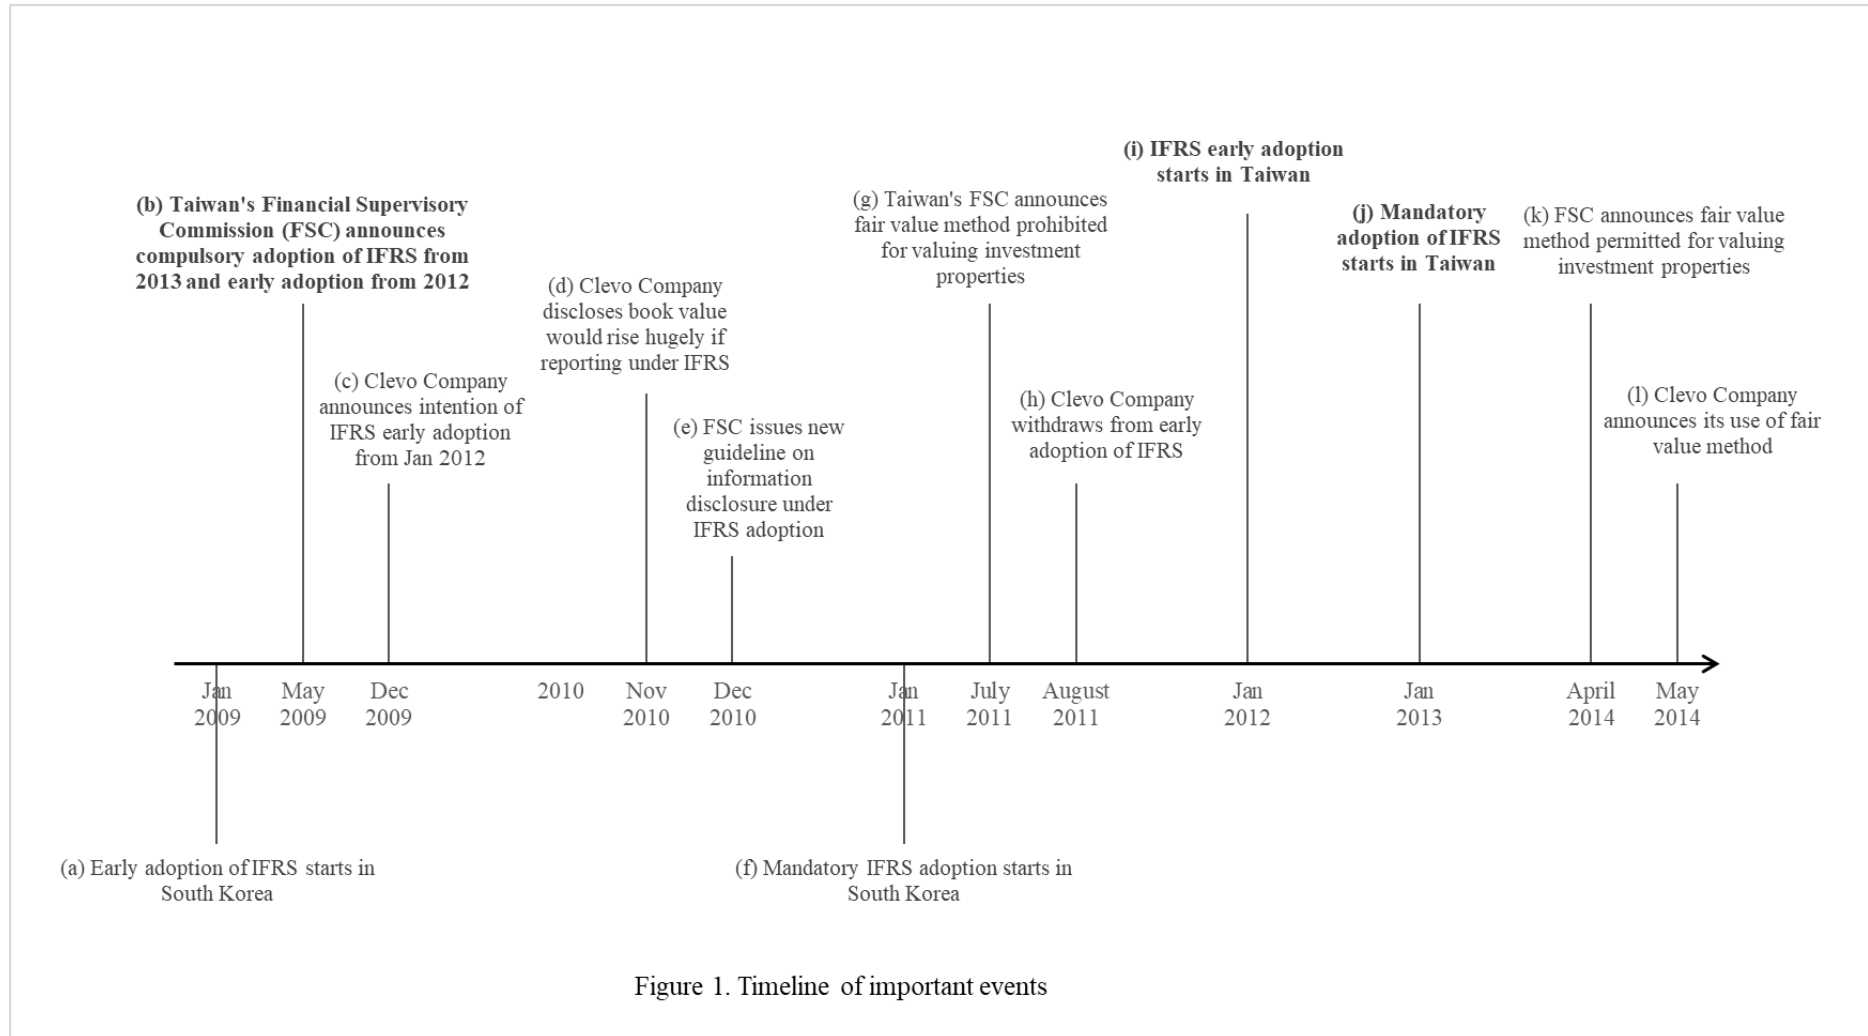 (b) Taiwan's Financial Supervisory
Commission (FSC) announces
compulsory adoption of IFRS from
2013 and early adoption from 2012
(c) Clevo Company
announces intention of
IFRS early adoption
from Jan 2012
(d) Clevo Company
discloses book value
would rise hugely if
reporting under IFRS
(e) FSC issues new
guideline on
information
disclosure under
IFRS adoption
(g) Taiwan's FSC announces
fair value method prohibited
for valuing investment
properties
(h) Clevo Company
withdraws from early
adoption of IFRS
(i) IFRS early adoption
starts in Taiwan
(j) Mandatory
adoption of IFRS
starts in Taiwan
(k) FSC announces fair value
method permitted for valuing
investment properties
(l) Clevo Company
announces its use of fair
value method
Jan
2009
May
2009
Dec
2009
2010
Nov
2010
Dec
2010
Jan
2011
July
2011
August
2011
Jan
2012
Jan
2013
April
2014
May
2014
(a) Early adoption of IFRS starts in
South Korea
(f) Mandatory IFRS adoption starts in
South Korea
Figure 1. Timeline of important events